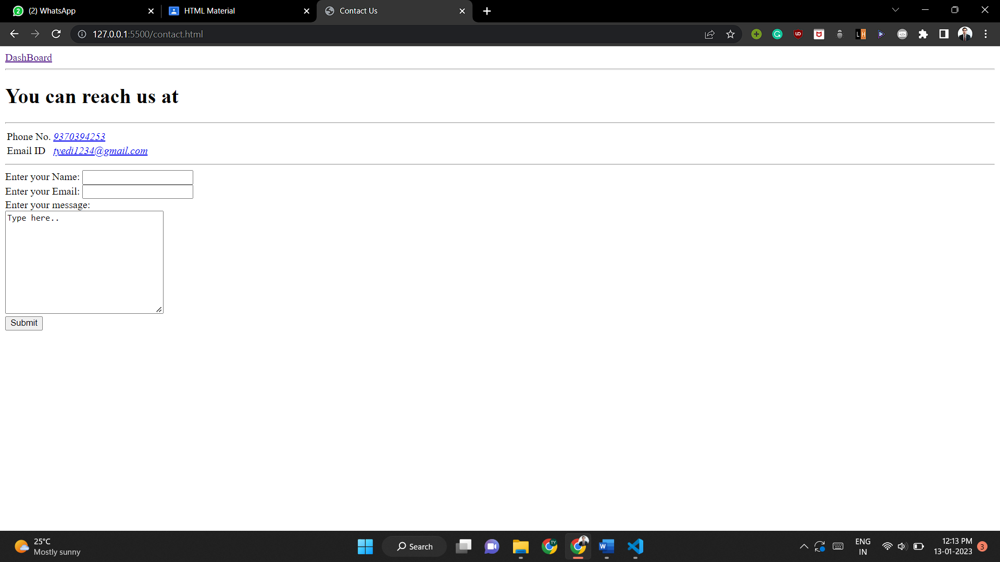 (2) WhatsApp
HTML Material
Contact Us
127.0.0.1:5500/contact.html
DashBoard
You can reach us at
Phone No. 9370394253
Email ID tyedi1234@gmail.com
Enter your Name:
Enter your Email:
Enter your message:
Type here..
Submit
25°C
Mostly sunny
Search
ENG
IN
12:13 PM
13-01-2023
3